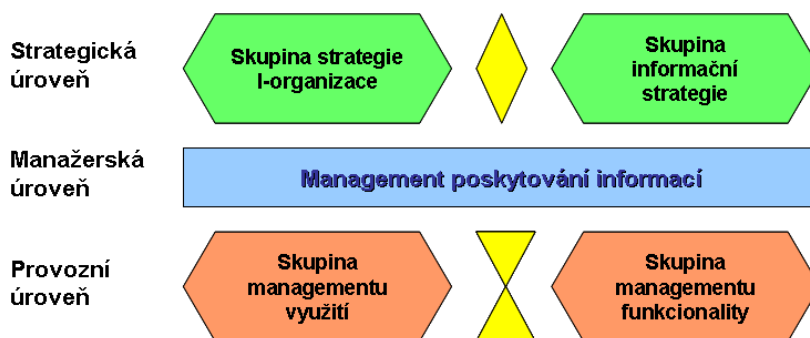 Strategická
úroveň
Skupina strategie
I-organizace
Skupina
informační
strategie
Manažerská
úroveň
Management poskytování informací
Provozní
úroveň
Skupina
managementu
využití
Skupina
managementu
funkcionality